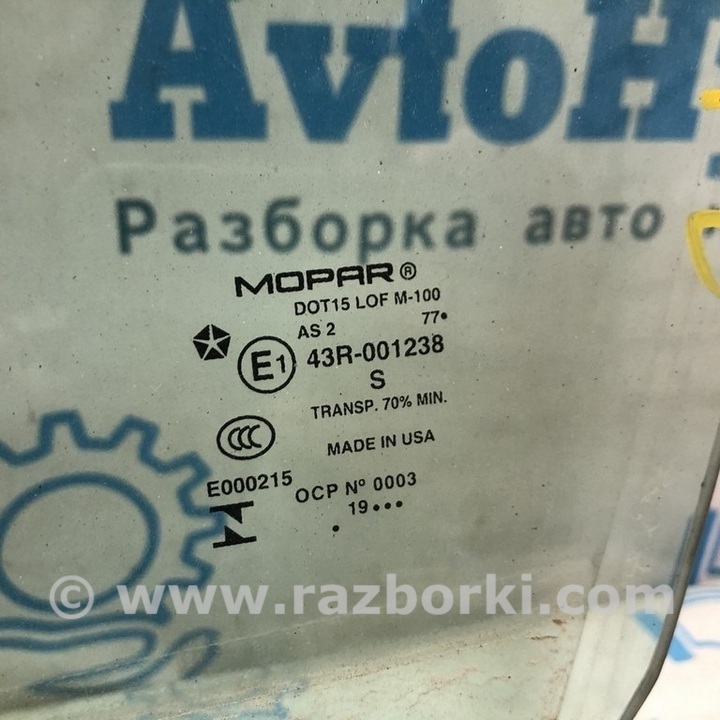 AvtoH
Разборка авто
MOPAR®
DOT15 LOF M-100
AS 2 77•
E1 43R-001238
S
TRANSP. 70% MIN.
CCC
MADE IN USA
E000215
OCP Nº 0003
• 19•••
© www.razborki.com